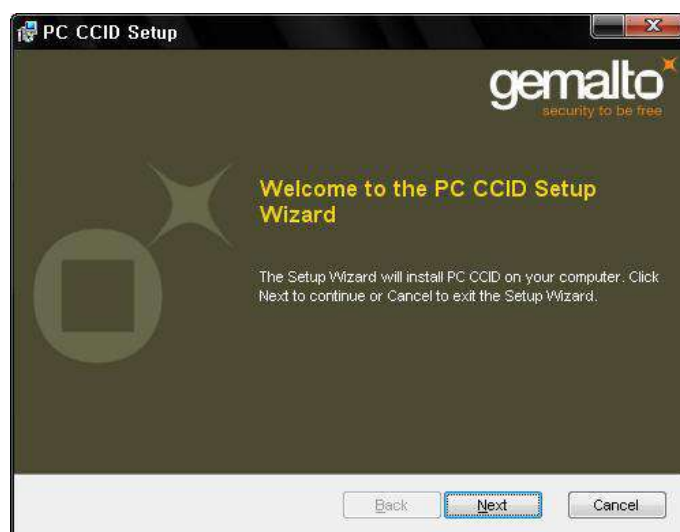 PC CCID Setup
gemalto
security to be free
Welcome to the PC CCID Setup
Wizard
The Setup Wizard will install PC CCID on your computer. Click
Next to continue or Cancel to exit the Setup Wizard.
Back Next Cancel